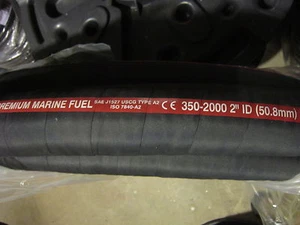 PREMIUM MARINE FUEL SAE J1527 USCG TYPE A2 CE 350-2000 2" ID (50.8mm)
ISO 7840-A2